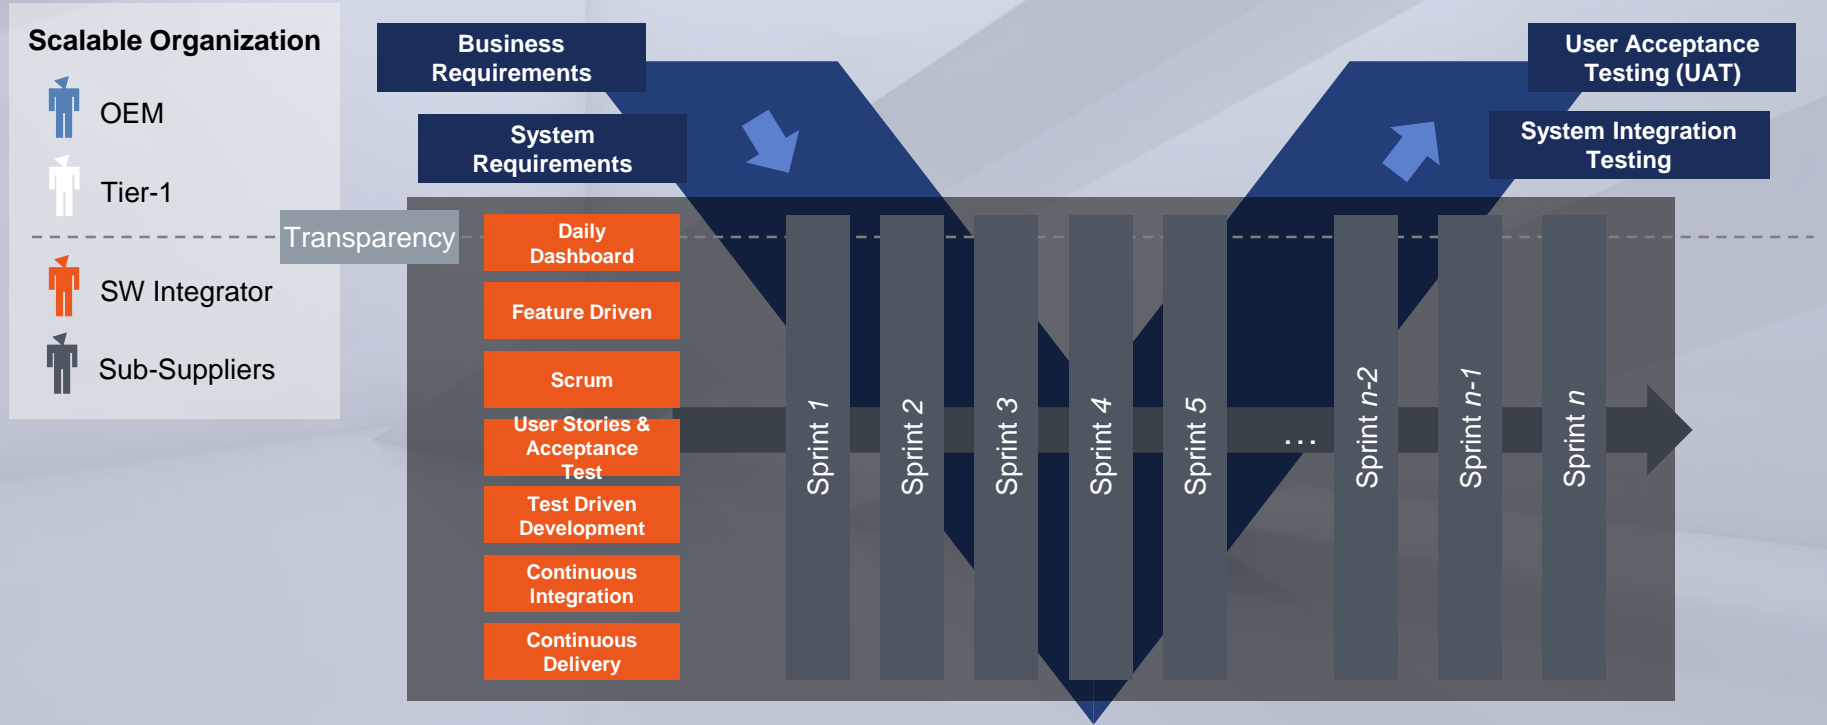 Scalable Organization
OEM
Tier-1
SW Integrator
Sub-Suppliers
Transparency
Business
Requirements
System
Requirements
User Acceptance
Testing (UAT)
System Integration
Testing
Daily
Dashboard
Feature Driven
Scrum
User Stories &
Acceptance
Test
Test Driven
Development
Continuous
Integration
Continuous
Delivery
Sprint 1
Sprint 2
Sprint 3
Sprint 4
Sprint 5
...
Sprint n-2
Sprint n-1
Sprint n